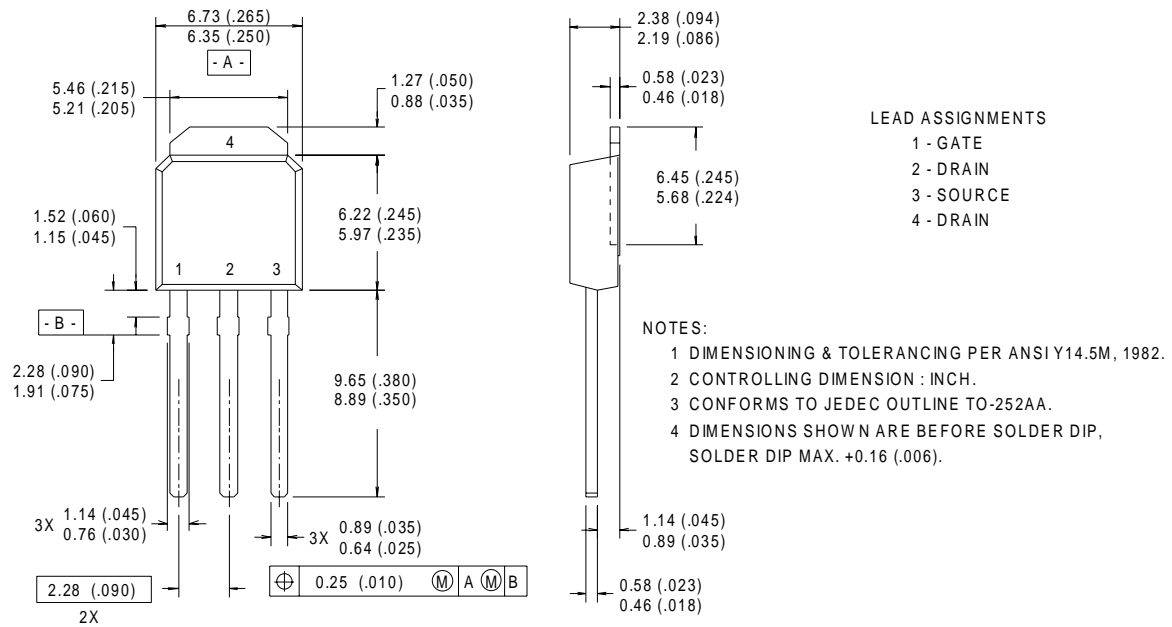 6.73 (.265)
6.35 (.250)
- A -
5.46 (.215)
5.21 (.205)
1.27 (.050)
0.88 (.035)
4
6.22 (.245)
5.97 (.235)
1.52 (.060)
1.15 (.045)
1 2 3
- B -
2.28 (.090)
1.91 (.075)
9.65 (.380)
8.89 (.350)
3X 1.14 (.045)
0.76 (.030)
3X 0.89 (.035)
0.64 (.025)
2.28 (.090)
2X
⌖ 0.25 (.010) Ⓜ A Ⓜ B
2.38 (.094)
2.19 (.086)
0.58 (.023)
0.46 (.018)
6.45 (.245)
5.68 (.224)
1.14 (.045)
0.89 (.035)
0.58 (.023)
0.46 (.018)
LEAD ASSIGNMENTS
1 - GATE
2 - DRAIN
3 - SOURCE
4 - DRAIN
NOTES:
1 DIMENSIONING & TOLERANCING PER ANSI Y14.5M, 1982.
2 CONTROLLING DIMENSION : INCH.
3 CONFORMS TO JEDEC OUTLINE TO-252AA.
4 DIMENSIONS SHOWN ARE BEFORE SOLDER DIP,
SOLDER DIP MAX. +0.16 (.006).